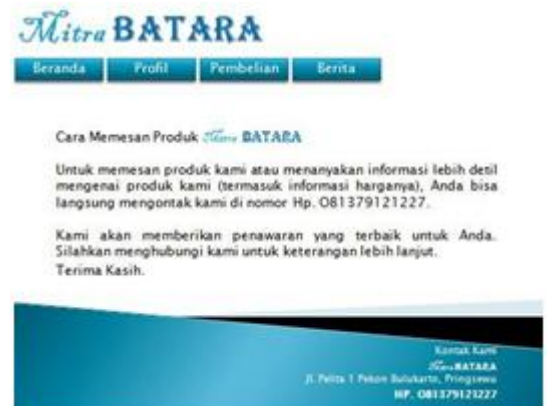 Mitra BATARA
Beranda Profil Pembelian Berita
Cara Memesan Produk Mitra BATARA
Untuk memesan produk kami atau menanyakan informasi lebih detil
mengenai produk kami (termasuk informasi harganya), Anda bisa
langsung mengontak kami di nomor Hp. 081379121227.
Kami akan memberikan penawaran yang terbaik untuk Anda.
Silahkan menghubungi kami untuk keterangan lebih lanjut.
Terima Kasih.
Kontak Kami
Mitra BATARA
Jl. Pelita 1 Pekon Bulukarto, Pringsewu
HP. 081379121227